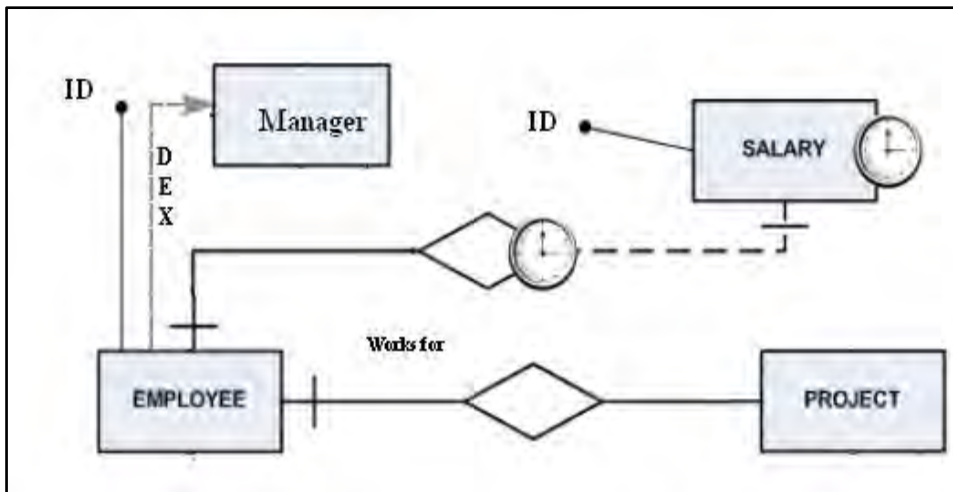 ID
Manager
ID
SALARY
D
E
X
Works for
EMPLOYEE
PROJECT